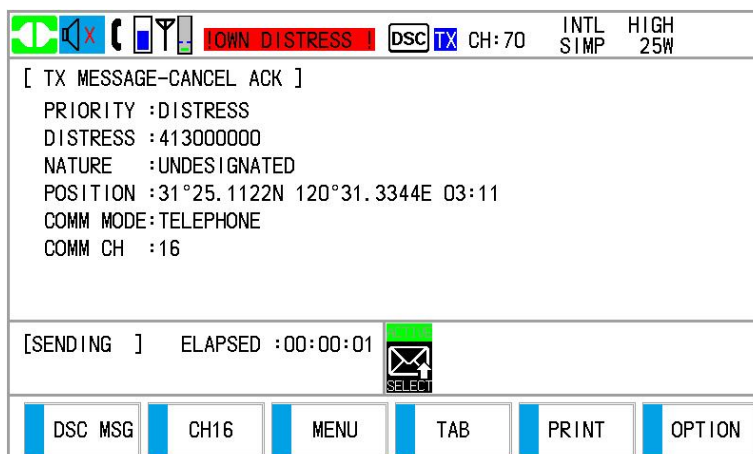 !OWN DISTRESS ! DSC TX CH:70 INTL HIGH
SIMP 25W
[ TX MESSAGE-CANCEL ACK ]
PRIORITY :DISTRESS
DISTRESS :413000000
NATURE :UNDESIGNATED
POSITION :31°25.1122N 120°31.3344E 03:11
COMM MODE:TELEPHONE
COMM CH :16
[SENDING ] ELAPSED :00:00:01
SELECT
DSC MSG CH16 MENU TAB PRINT OPTION